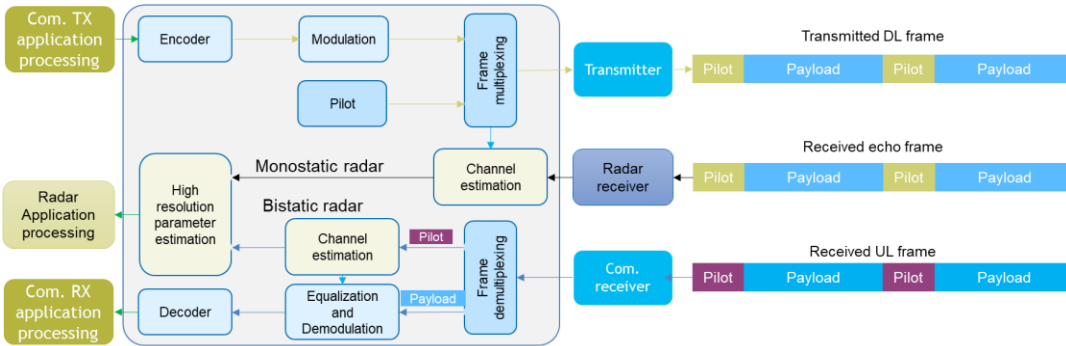 Com. TX
application
processing
Encoder
Modulation
Pilot
Frame
multiplexing
Transmitter
Transmitted DL frame
Pilot
Payload
Pilot
Payload
Radar
Application
processing
High
resolution
parameter
estimation
Monostatic radar
Channel
estimation
Radar
receiver
Received echo frame
Pilot
Payload
Pilot
Payload
Bistatic radar
Channel
estimation
Pilot
Payload
Frame
demultiplexing
Com.
receiver
Received UL frame
Pilot
Payload
Pilot
Payload
Com. RX
application
processing
Decoder
Equalization
and
Demodulation